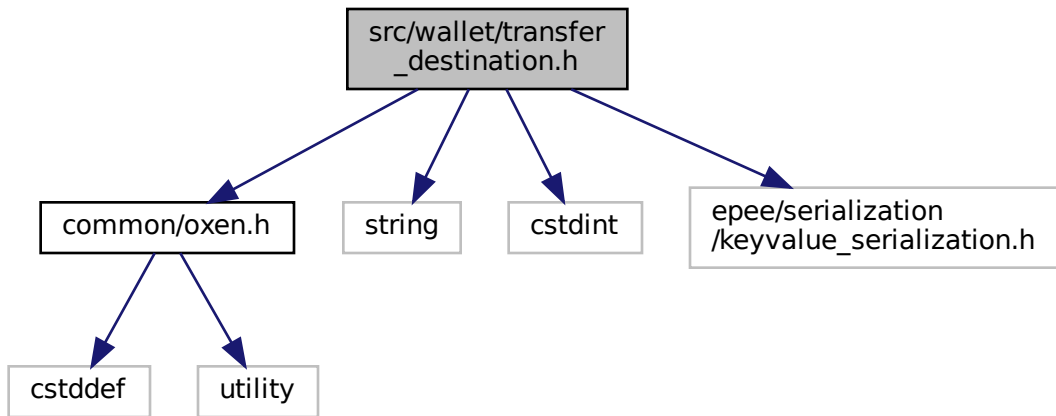 src/wallet/transfer
_destination.h
common/oxen.h
string
cstdint
epee/serialization
/keyvalue_serialization.h
cstddef
utility